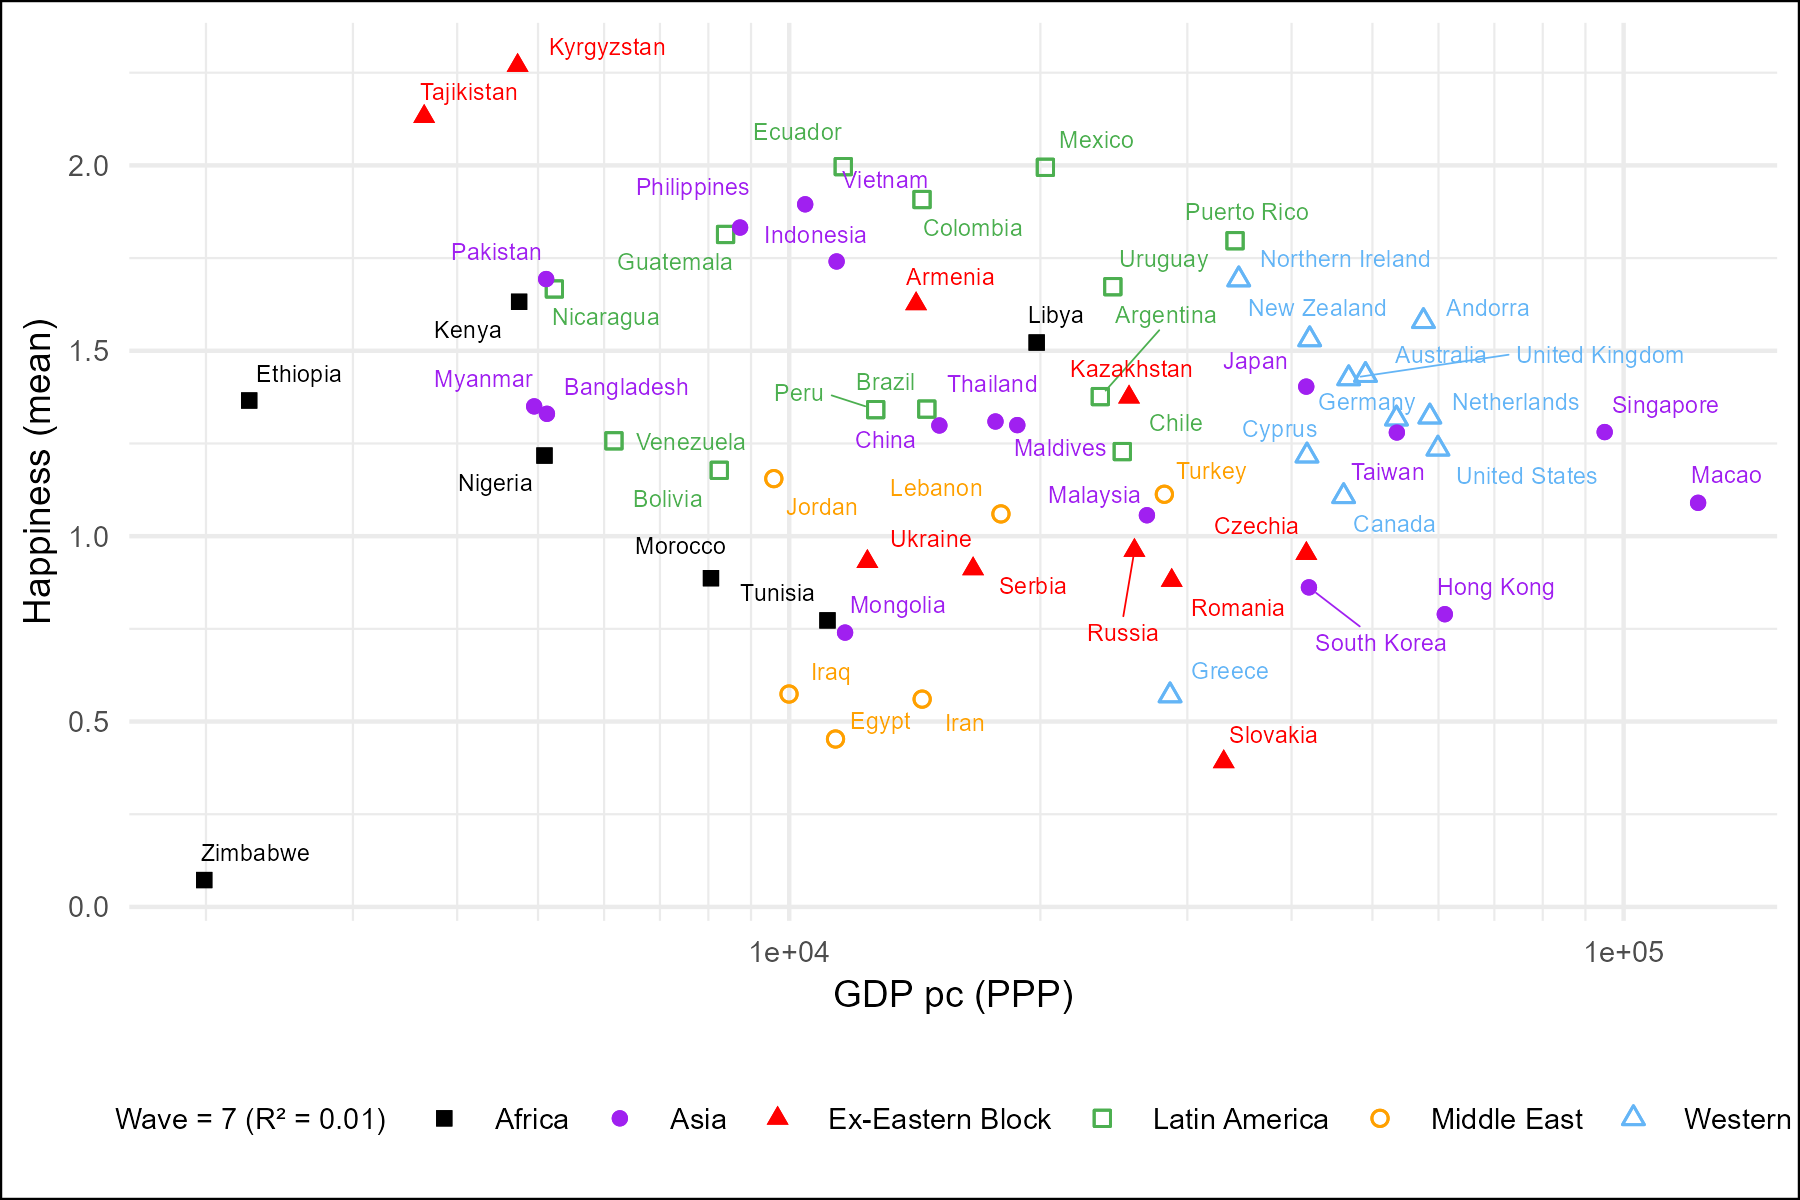 Kyrgyzstan
Tajikistan
Ecuador
Mexico
2.0
Philippines
Vietnam
Puerto Rico
Colombia
Indonesia
Pakistan
Guatemala
Uruguay
Northern Ireland
Armenia
New Zealand
Andorra
Nicaragua
Libya
Argentina
Kenya
1.5
Australia
United Kingdom
Japan
Ethiopia
Kazakhstan
Myanmar
Bangladesh
Peru
Brazil
Thailand
Germany
Netherlands
Singapore
Chile
Cyprus
Venezuela
China
Maldives
Turkey
Taiwan
United States
Macao
Nigeria
Lebanon
Malaysia
Bolivia
Jordan
Canada
Czechia
1.0
Morocco
Ukraine
Serbia
Hong Kong
Tunisia
Mongolia
Romania
Russia
South Korea
Iraq
Greece
0.5
Egypt
Iran
Slovakia
Zimbabwe
0.0
Happiness (mean)
1e+04
1e+05
GDP pc (PPP)
Wave = 7 (R² = 0.01) Africa Asia Ex-Eastern Block Latin America Middle East Western